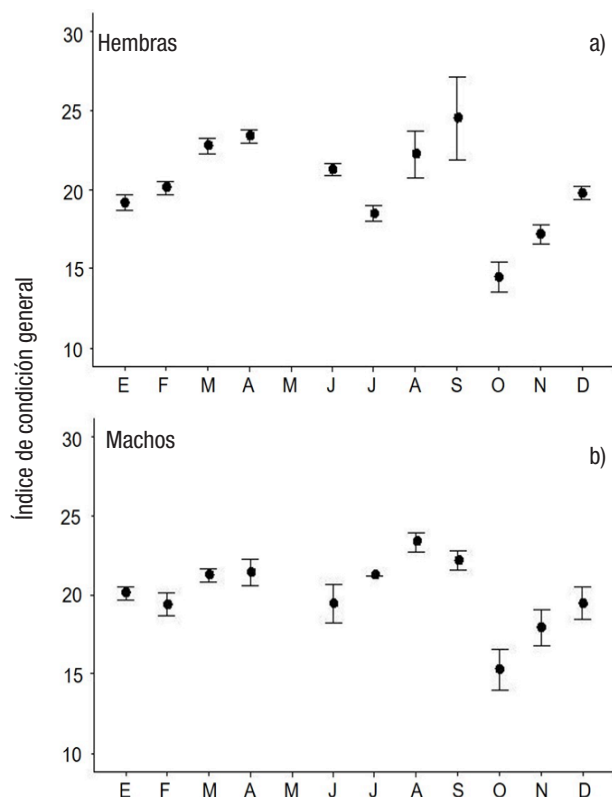 Índice de condición general
Hembras
a)
30
25
20
15
10
E F M A M J J A S O N D
Machos
b)
30
25
20
15
10
E F M A M J J A S O N D